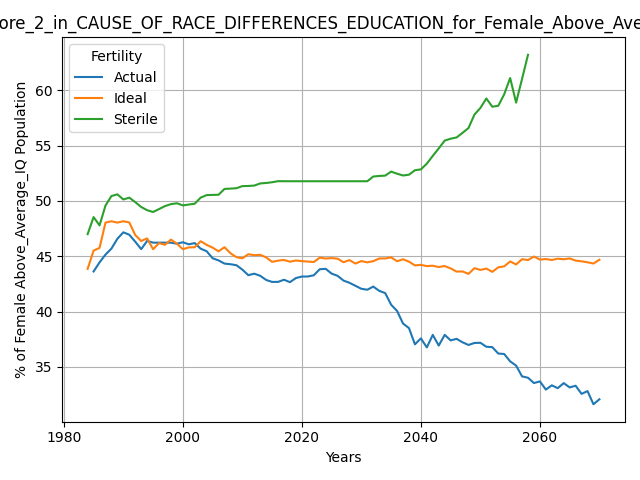 ore_2_in_CAUSE_OF_RACE_DIFFERENCES_EDUCATION_for_Female_Above_Ave
Fertility
Actual
Ideal
Sterile
% of Female Above_Average_IQ Population
60
55
50
45
40
35
1980
2000
2020
2040
2060
Years